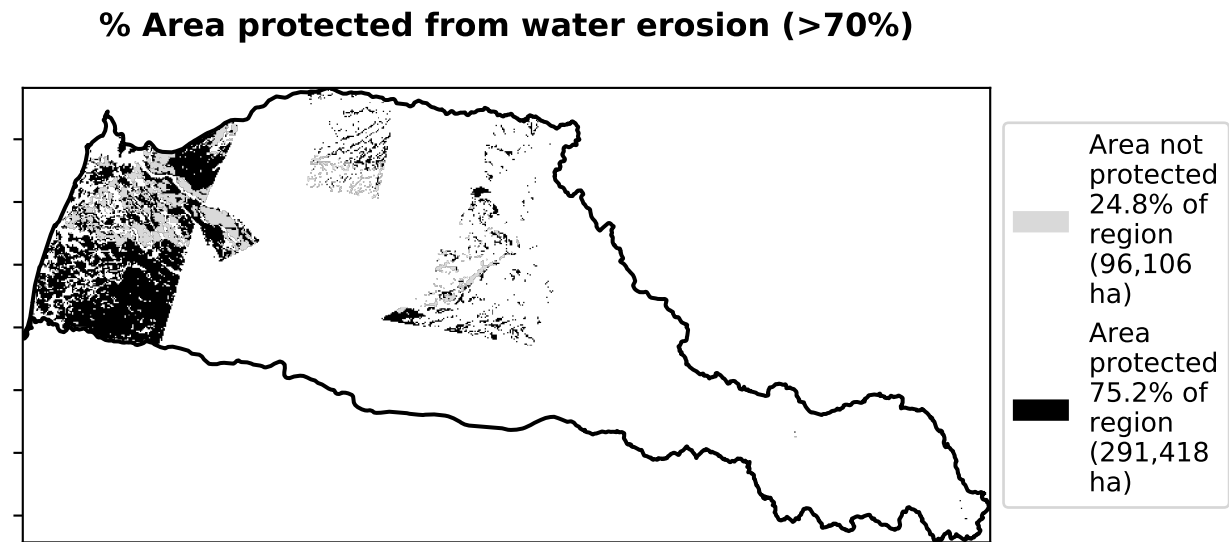 % Area protected from water erosion (>70%)
Area not
protected
24.8% of
region
(96,106
ha)
Area
protected
75.2% of
region
(291,418
ha)